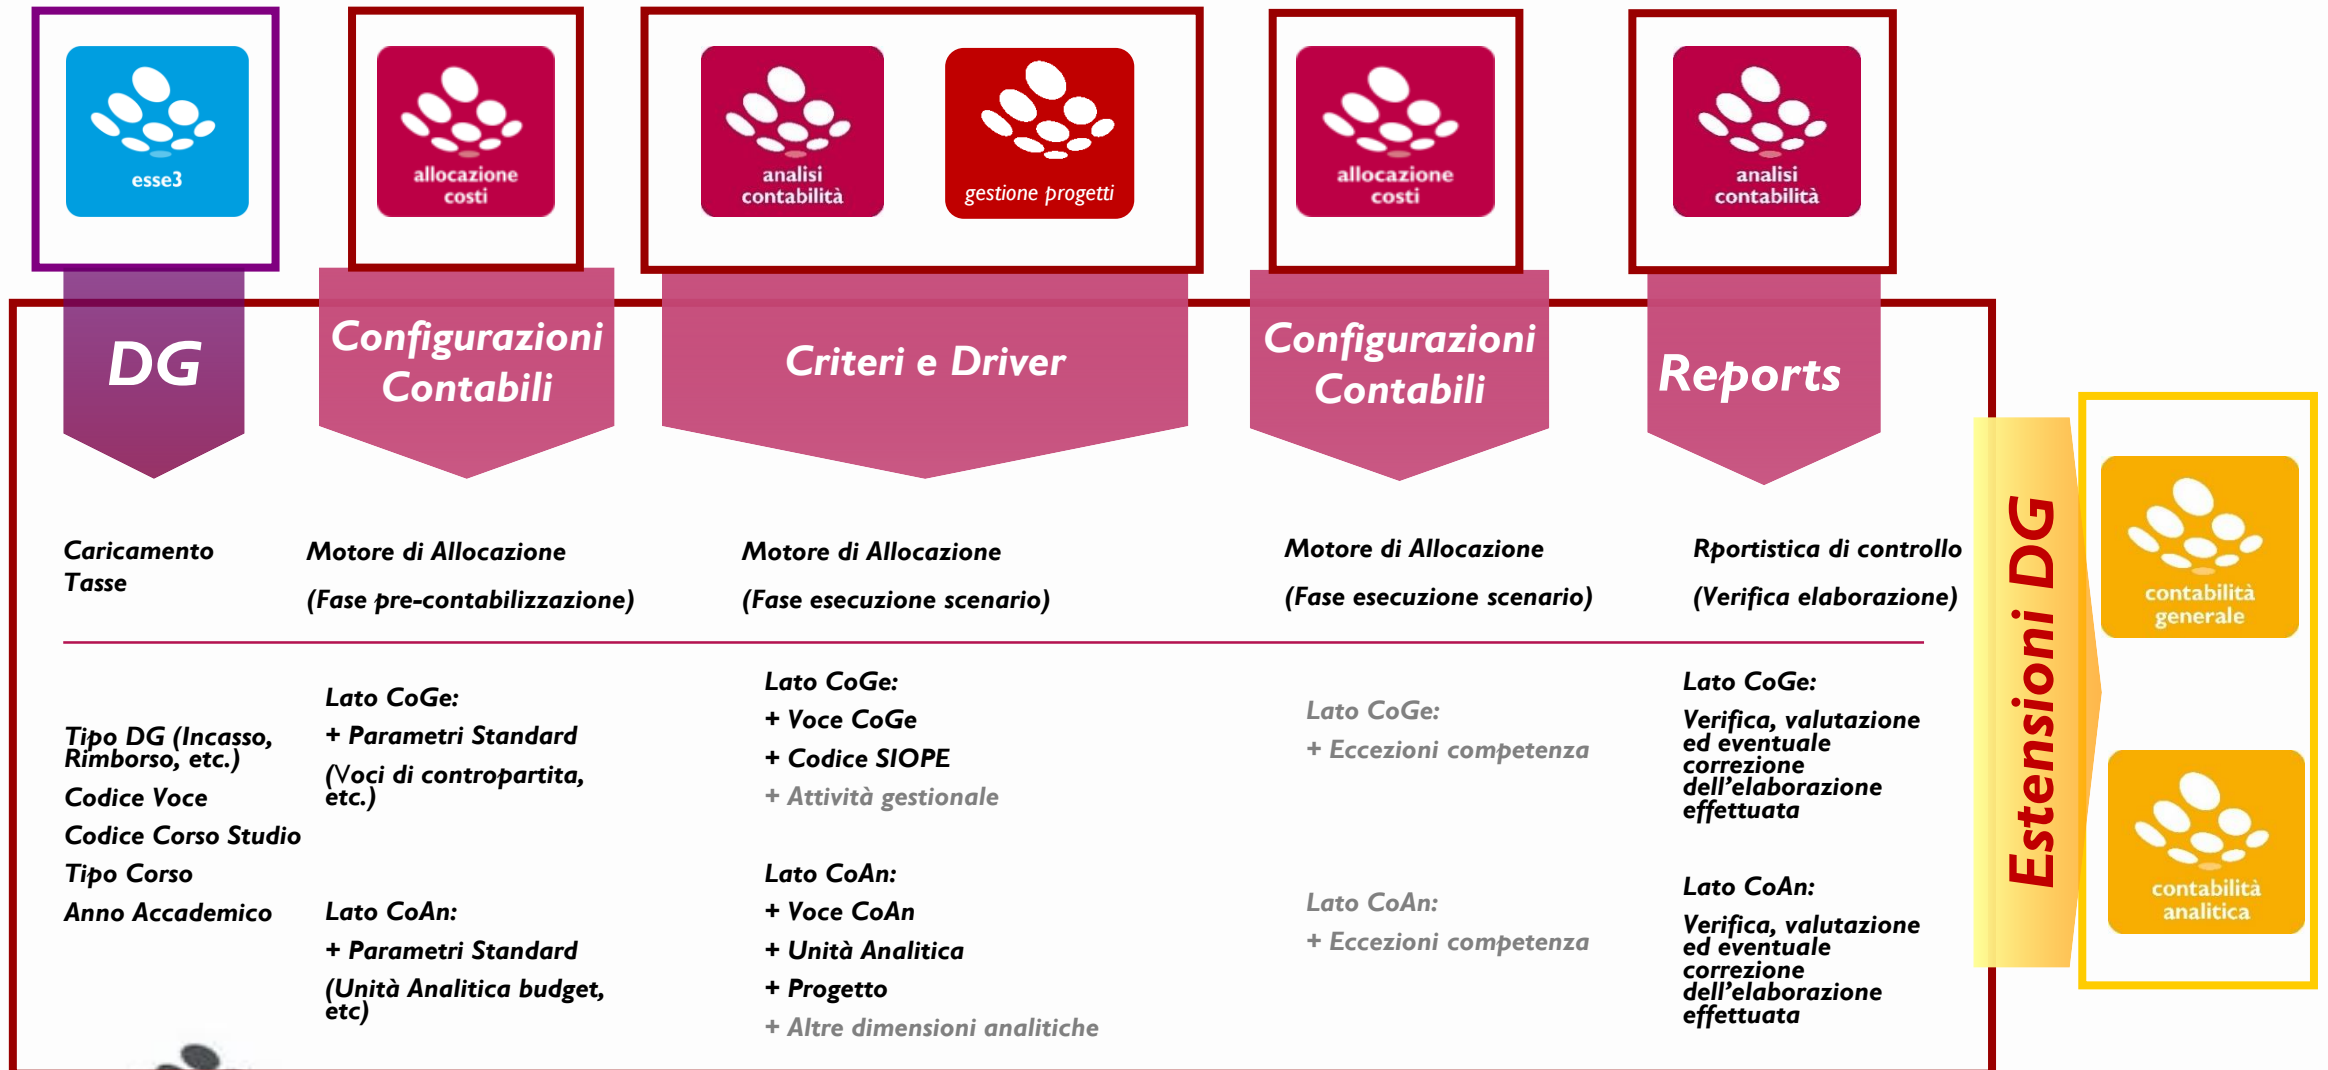 esse3
allocazione
costi
analisi
contabilità
gestione progetti
allocazione
costi
analisi
contabilità
DG
Configurazioni
Contabili
Criteri e Driver
Configurazioni
Contabili
Reports
Caricamento
Tasse
Motore di Allocazione
(Fase pre-contabilizzazione)
Motore di Allocazione
(Fase esecuzione scenario)
Motore di Allocazione
(Fase esecuzione scenario)
Rportistica di controllo
(Verifica elaborazione)
Tipo DG (Incasso,
Rimborso, etc.)
Codice Voce
Codice Corso Studio
Tipo Corso
Anno Accademico
Lato CoGe:
+ Parametri Standard
(Voci di contropartita,
etc.)
Lato CoAn:
+ Parametri Standard
(Unità Analitica budget,
etc)
Lato CoGe:
+ Voce CoGe
+ Codice SIOPE
+ Attività gestionale
Lato CoAn:
+ Voce CoAn
+ Unità Analitica
+ Progetto
+ Altre dimensioni analitiche
Lato CoGe:
+ Eccezioni competenza
Lato CoAn:
+ Eccezioni competenza
Lato CoGe:
Verifica, valutazione
ed eventuale
correzione
dell’elaborazione
effettuata
Lato CoAn:
Verifica, valutazione
ed eventuale
correzione
dell’elaborazione
effettuata
Estensioni DG
contabilità
generale
contabilità
analitica